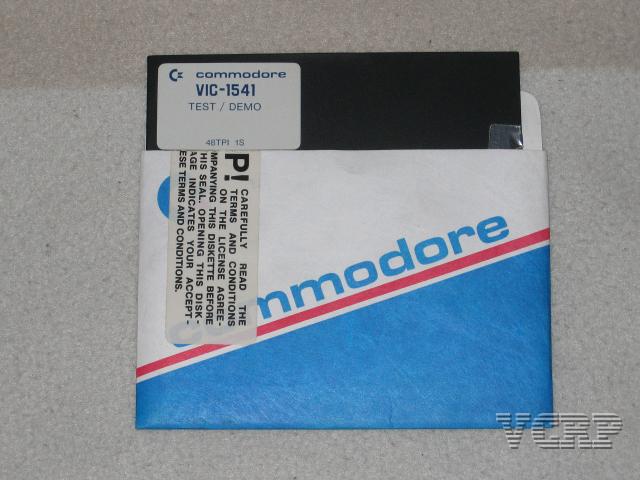 commodore
VIC-1541
TEST / DEMO
48TPI 1S
P!
CAREFULLY READ THE
TERMS AND CONDITIONS
ON THE LICENSE AGREE-
MPANYING THIS DISKETTE BEFORE
HIS SEAL. OPENING THIS DISK-
AGE INDICATES YOUR ACCEPT-
ESE TERMS AND CONDITIONS.
commodore
VCRP